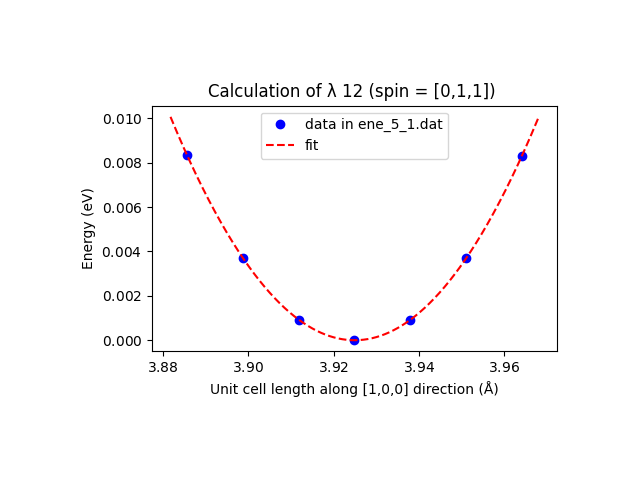 Calculation of λ 12 (spin = [0,1,1])
data in ene_5_1.dat
fit
0.010
0.008
0.006
0.004
0.002
0.000
Energy (eV)
3.88 3.90 3.92 3.94 3.96
Unit cell length along [1,0,0] direction (Å)